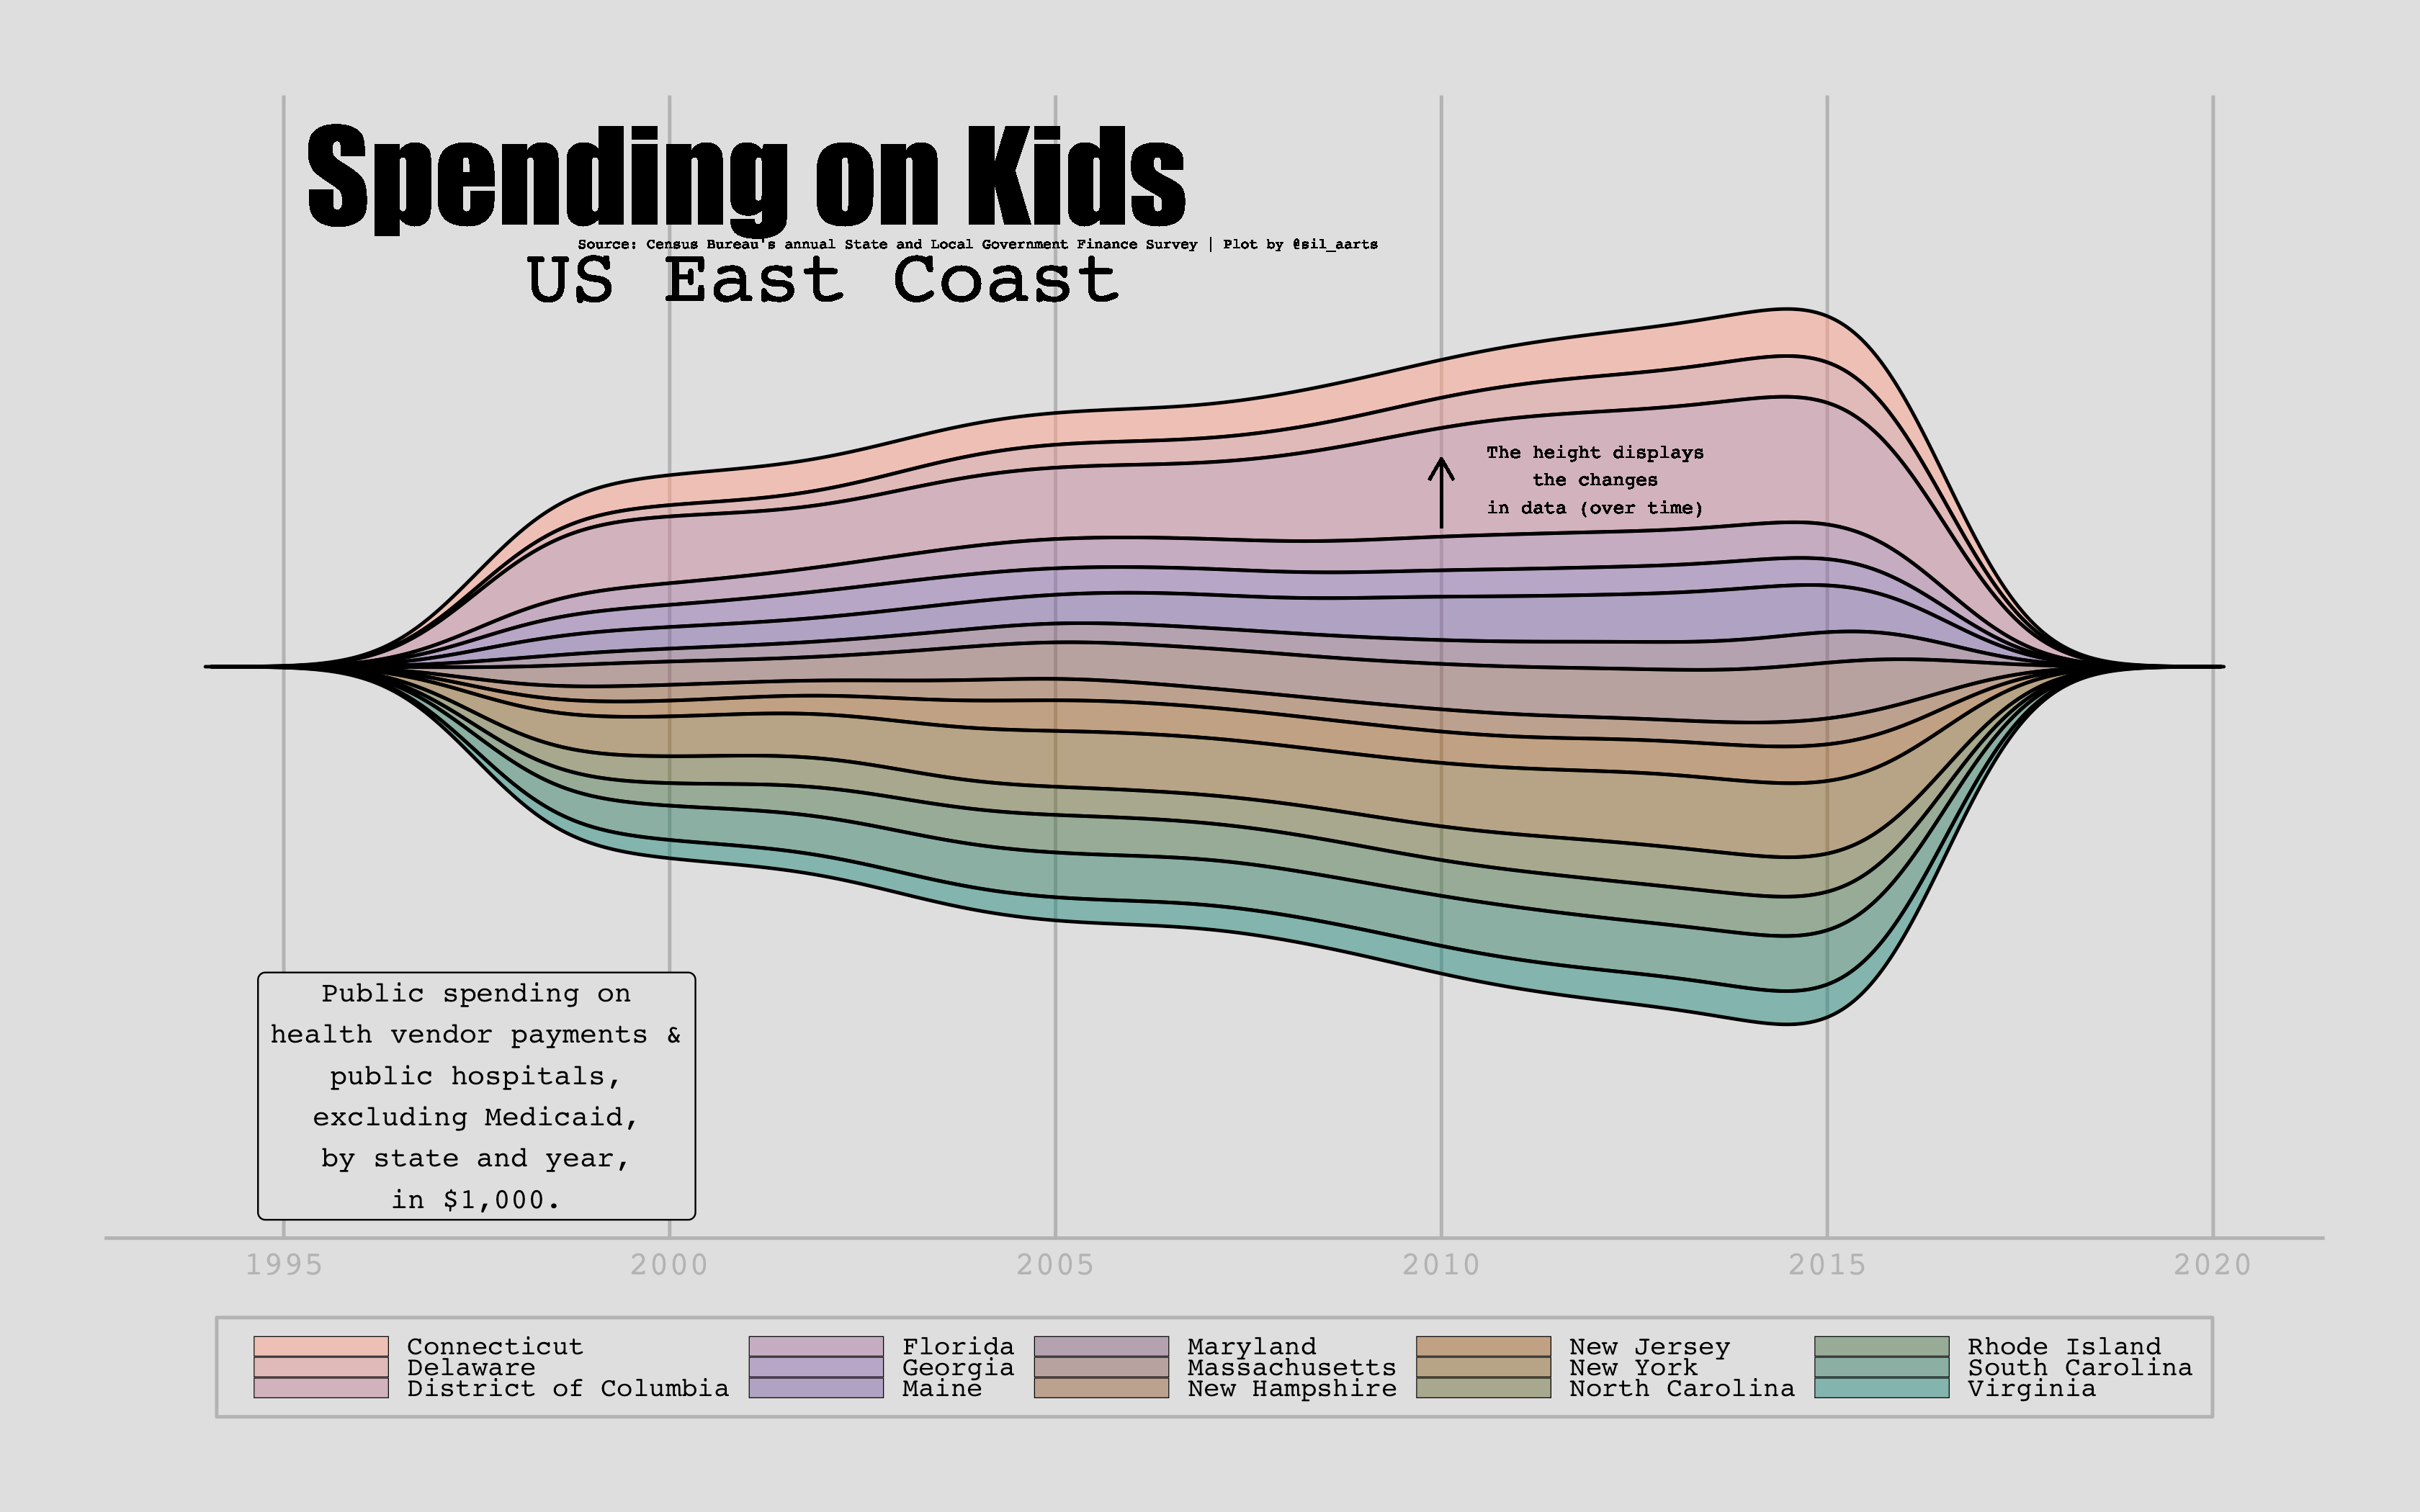 Spending on Kids
Source: Census Bureau's annual State and Local Government Finance Survey | Plot by @sil_aarts
US East Coast
The height displays
the changes
in data (over time)
Public spending on
health vendor payments &
public hospitals,
excluding Medicaid,
by state and year,
in $1,000.
1995 2000 2005 2010 2015 2020
Connecticut Florida Maryland New Jersey Rhode Island
Delaware Georgia Massachusetts New York South Carolina
District of Columbia Maine New Hampshire North Carolina Virginia